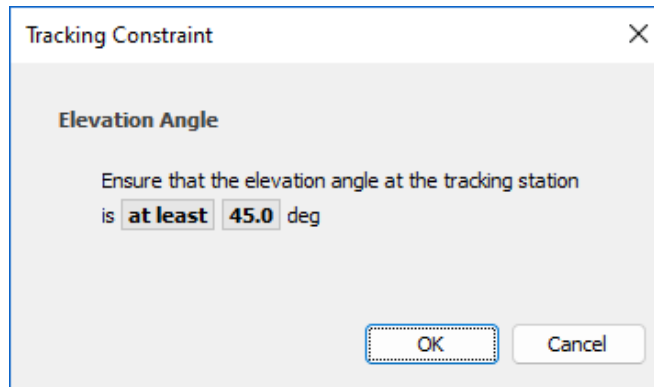 Tracking Constraint
Elevation Angle
Ensure that the elevation angle at the tracking station
is at least 45.0 deg
OK Cancel